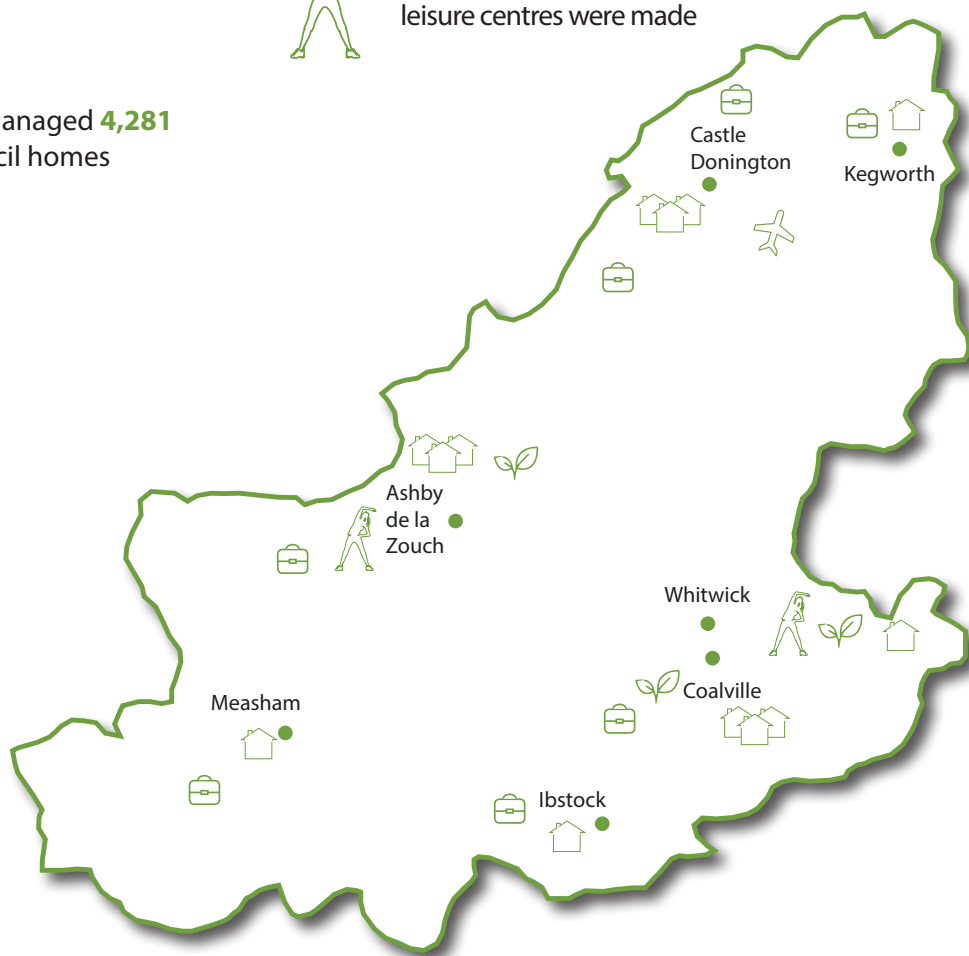 leisure centres were made
anaged 4,281
cil homes
Castle
Donington
Kegworth
Ashby
de la
Zouch
Whitwick
Coalville
Measham
Ibstock